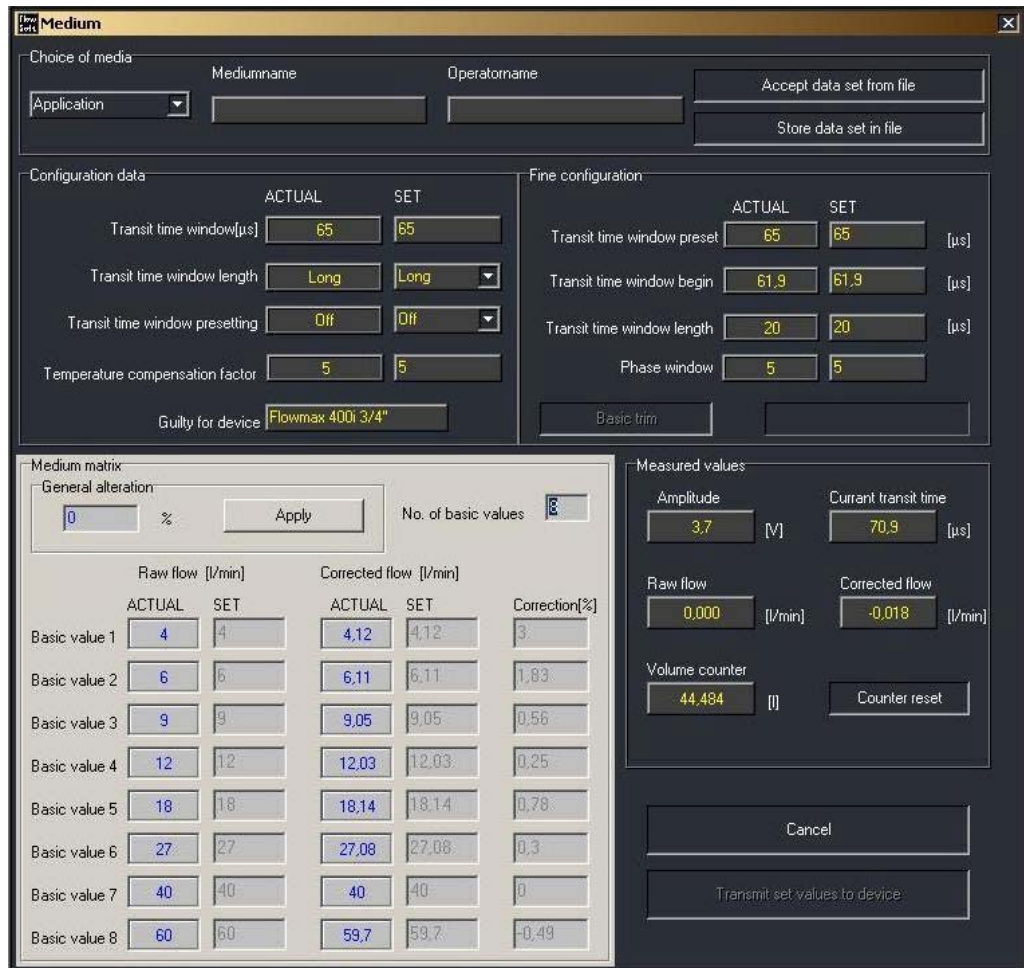 Flow Soft Medium
Choice of media
Mediumname Operatorname
Application Accept data set from file
Store data set in file
Configuration data
ACTUAL SET
Transit time window[µs] 65 65
Transit time window length Long Long
Transit time window presetting Off Off
Temperature compensation factor 5 5
Guilty for device Flowmax 400i 3/4"
Fine configuration
ACTUAL SET
Transit time window preset 65 65 [µs]
Transit time window begin 61,9 61,9 [µs]
Transit time window length 20 20 [µs]
Phase window 5 5
Basic trim
Medium matrix
General alteration
0 % Apply No. of basic values 8
Raw flow [l/min] Corrected flow [l/min]
ACTUAL SET ACTUAL SET Correction[%]
Basic value 1 4 4 4,12 4,12 3
Basic value 2 6 6 6,11 6,11 1,83
Basic value 3 9 9 9,05 9,05 0,56
Basic value 4 12 12 12,03 12,03 0,25
Basic value 5 18 18 18,14 18,14 0,78
Basic value 6 27 27 27,08 27,08 0,3
Basic value 7 40 40 40 40 0
Basic value 8 60 60 59,7 59,7 -0,49
Measured values
Amplitude Currant transit time
3,7 [V] 70,9 [µs]
Raw flow Corrected flow
0,000 [l/min] -0,018 [l/min]
Volume counter
44,484 [l] Counter reset
Cancel
Transmit set values to device